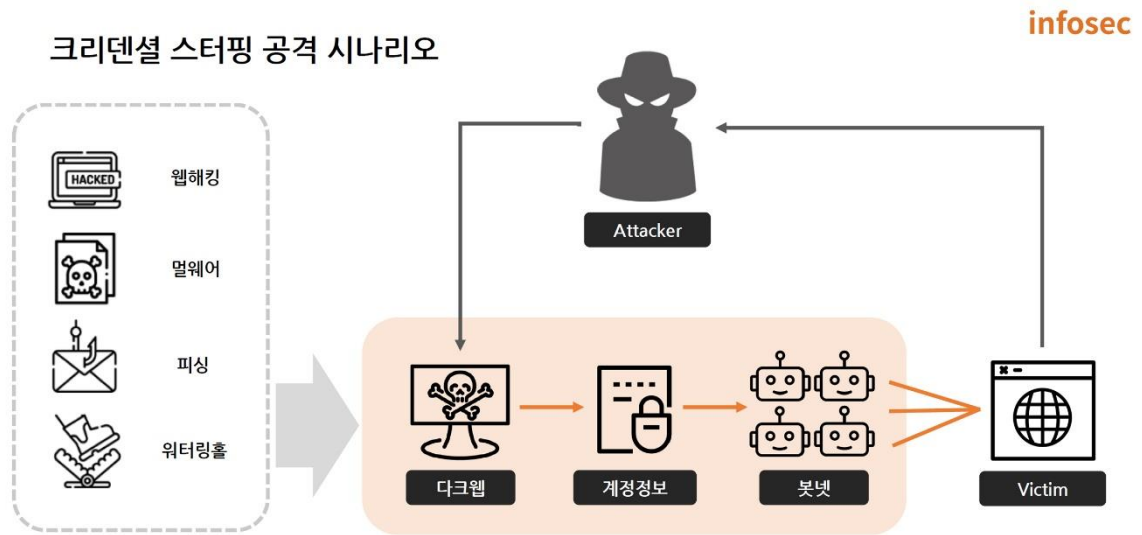 infosec
크리덴셜 스터핑 공격 시나리오
HACKED
웹해킹
멀웨어
피싱
워터링홀
Attacker
다크웹
계정정보
봇넷
Victim